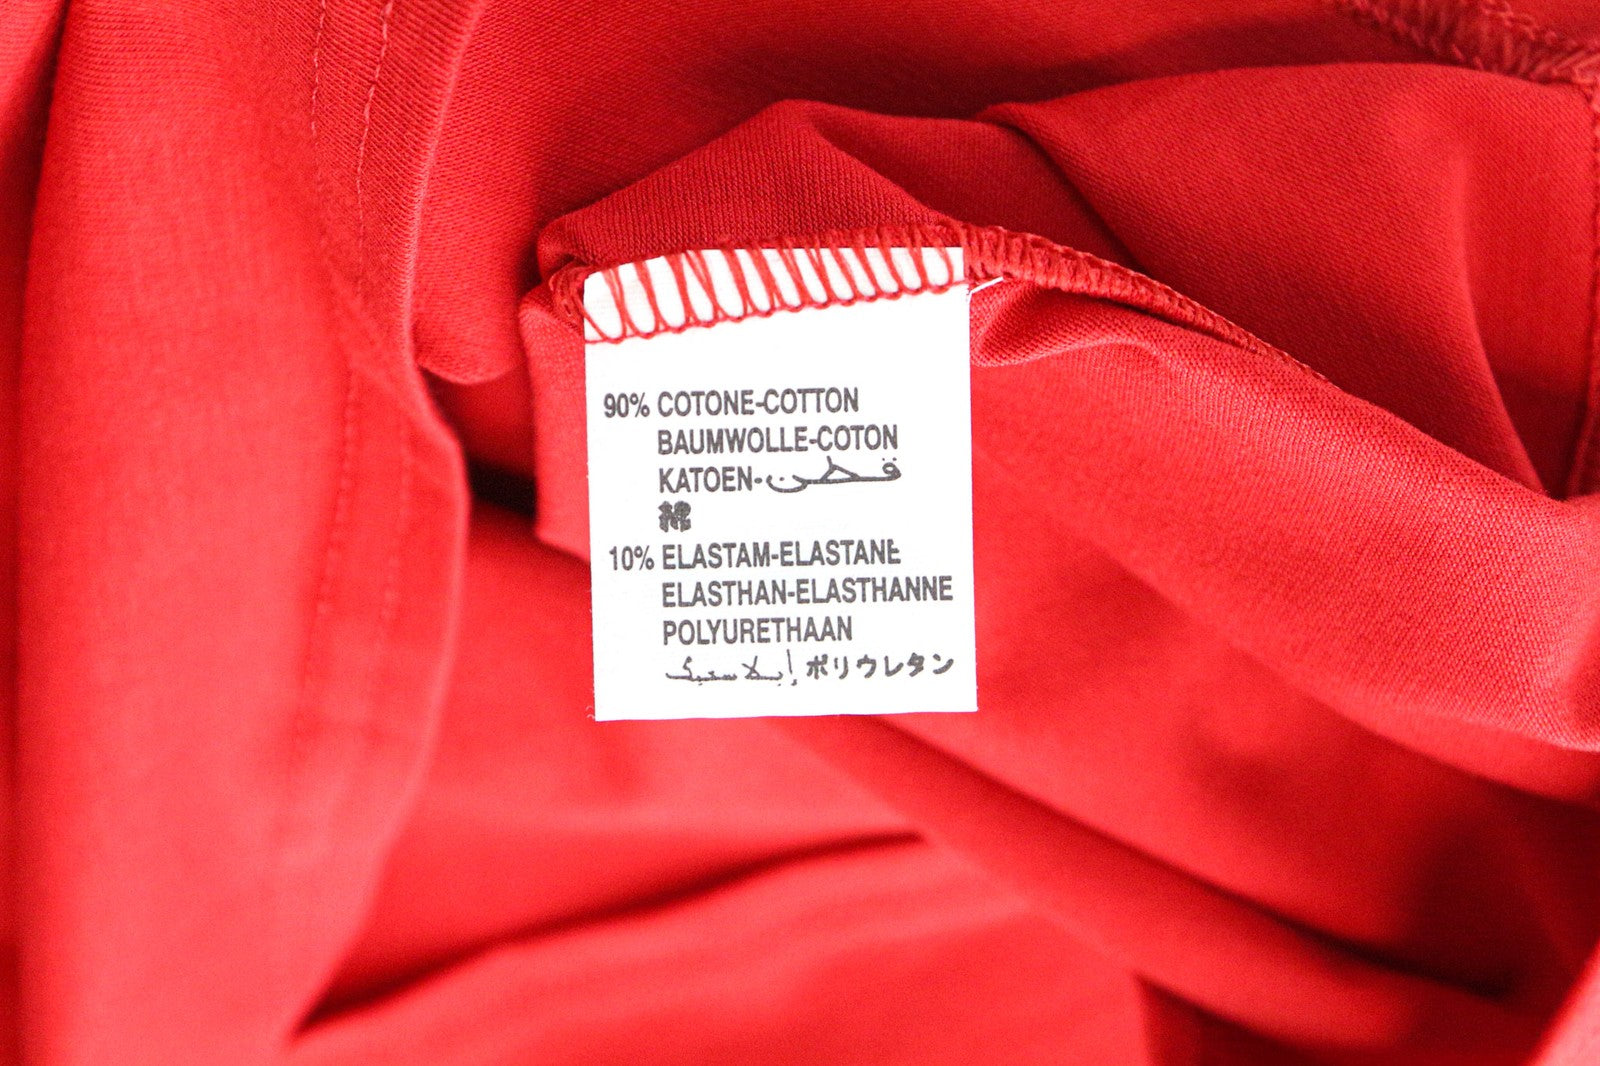 90% COTONE-COTTON
BAUMWOLLE-COTON
KATOEN-قطن
綿
10% ELASTAM-ELASTANE
ELASTHAN-ELASTHANNE
POLYURETHAAN
إيلاستيك ポリウレタン